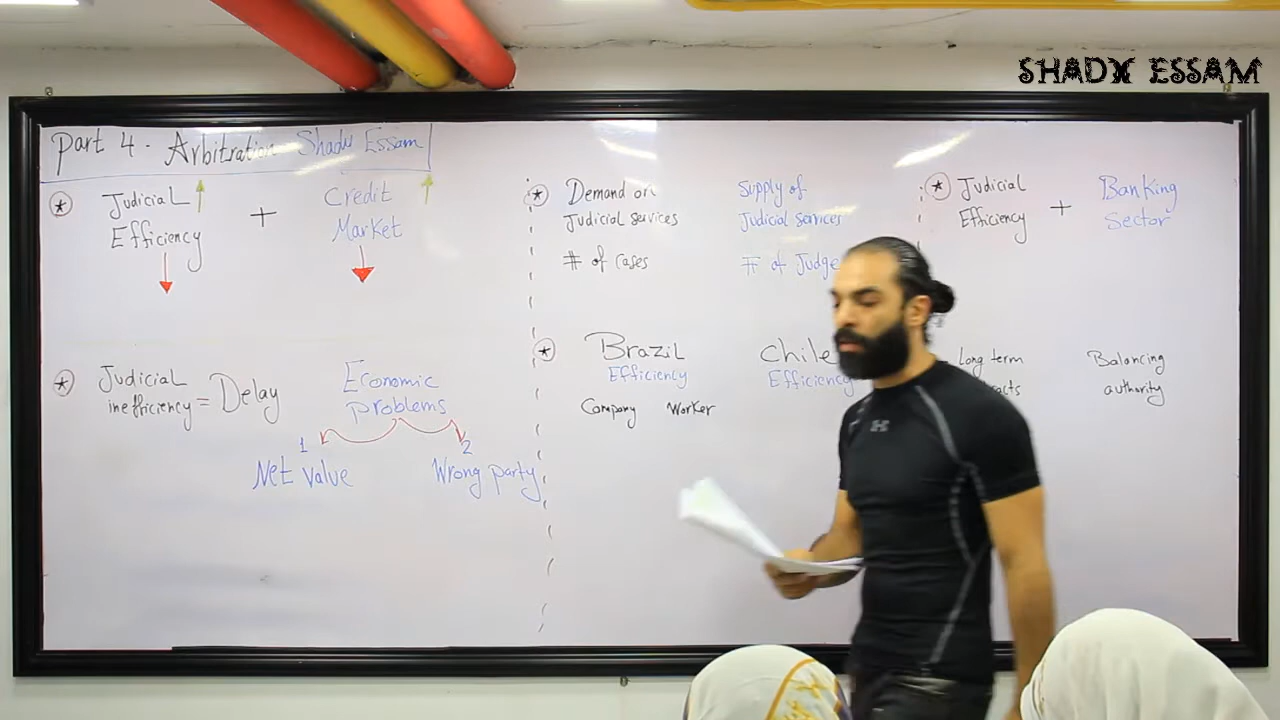 SHADY ESSAM
Part 4. Arbitration Shady Essam
Judicial
Efficiency
+
Credit
Market
Judicial
inefficiency = Delay
Economic
problems
1
Net value
2
Wrong party
Demand on
Judicial services
# of cases
Supply of
Judicial services
# of Judge
Brazil
Efficiency
Company Worker
Chile
Efficiency
Judicial
Efficiency
+
Banking
Sector
Long term
Balancing
authority